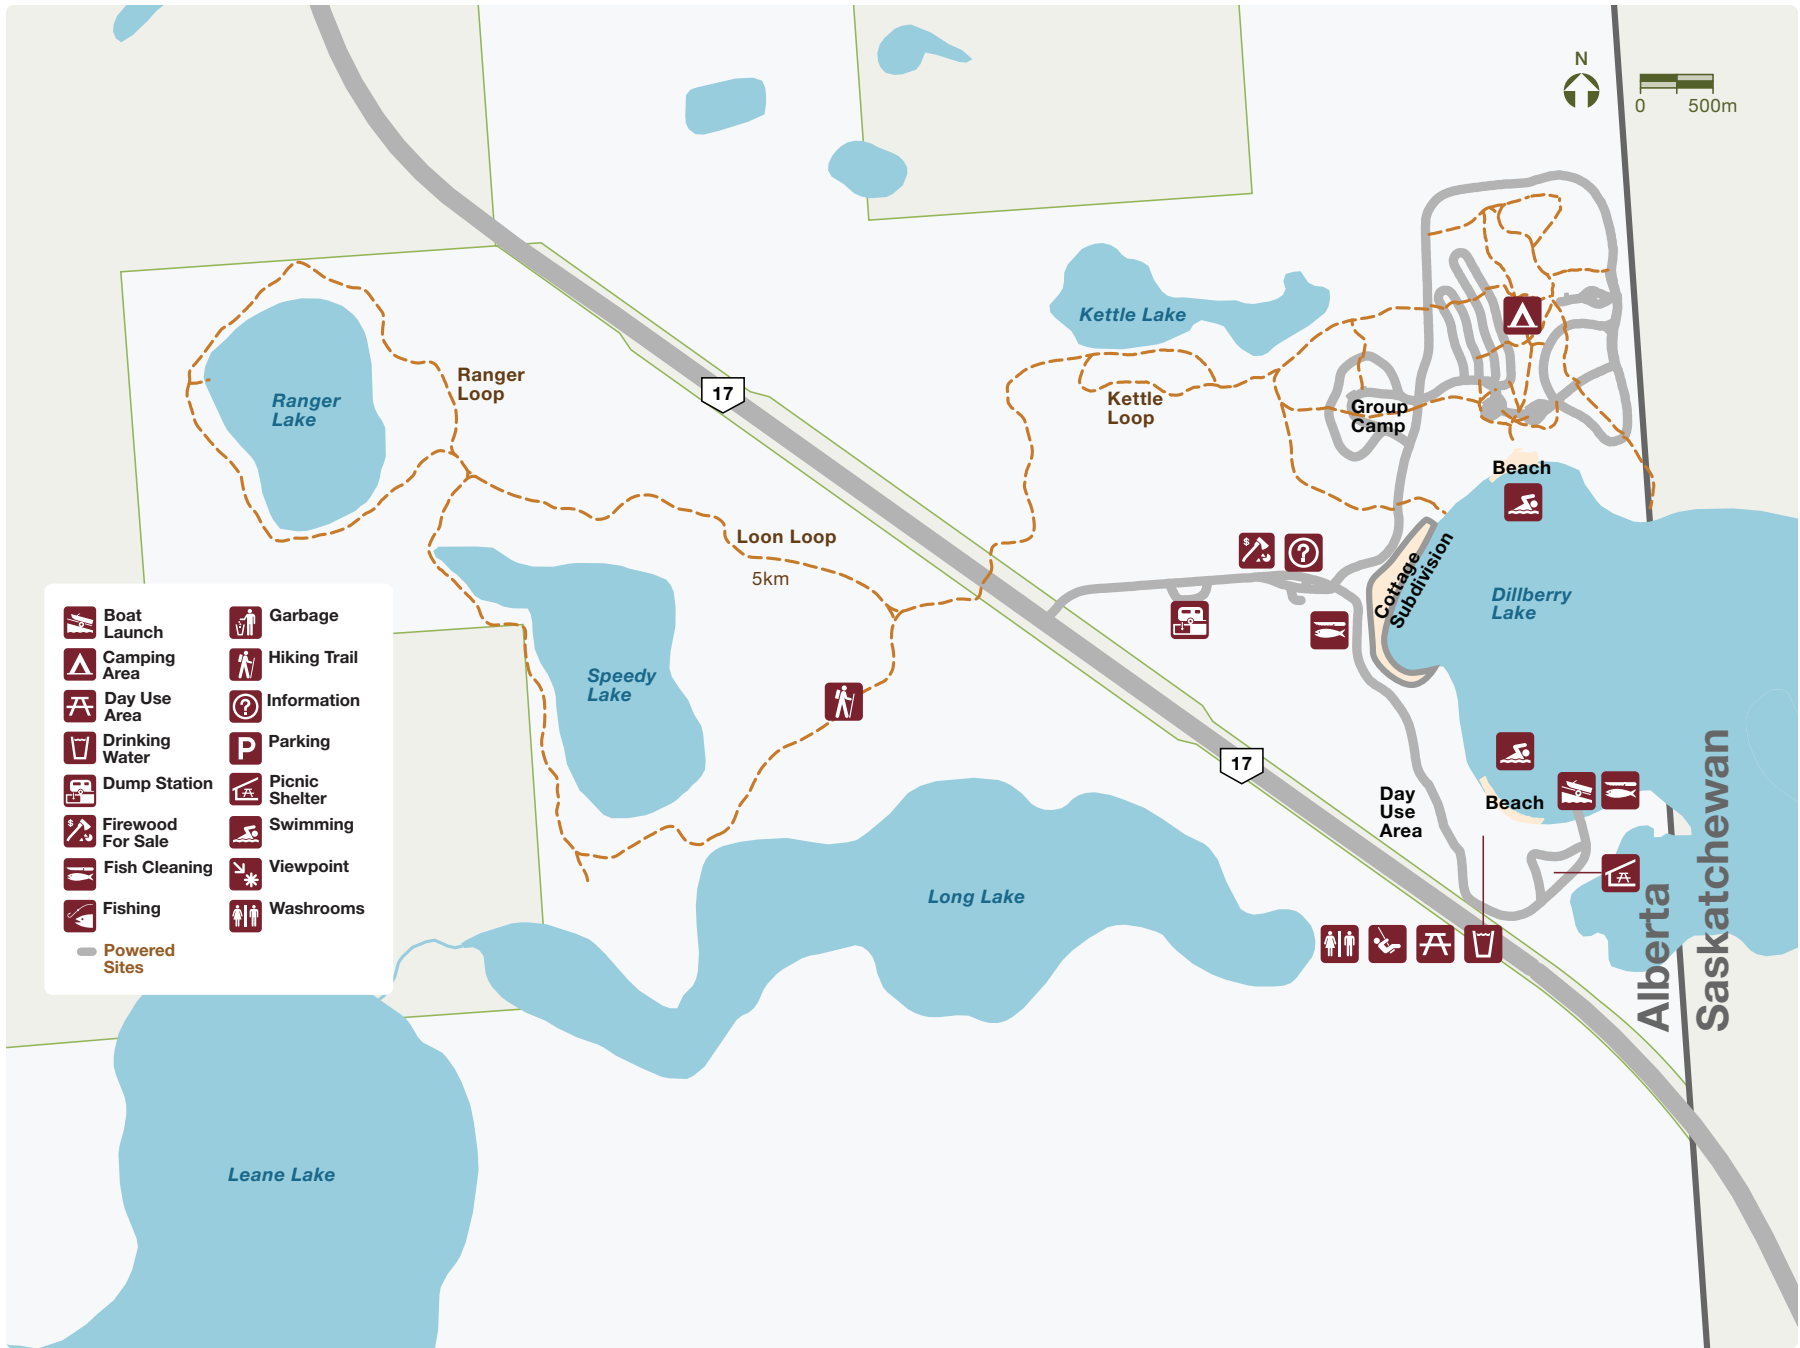 N
0 500m
Kettle Lake
Ranger
Loop
17
Ranger
Lake
Kettle
Loop
Group
Camp
Beach
Loon Loop
5km
Cottage
Subdivision
Dillberry
Lake
$
?
Speedy
Lake
17
Day
Use
Area
Beach
Long Lake
Alberta
Saskatchewan
Leane Lake
Boat
Launch
Camping
Area
Day Use
Area
Drinking
Water
Dump Station
$
Firewood
For Sale
Fish Cleaning
Fishing
Powered
Sites
Garbage
Hiking Trail
?
Information
P
Parking
Picnic
Shelter
Swimming
Viewpoint
Washrooms